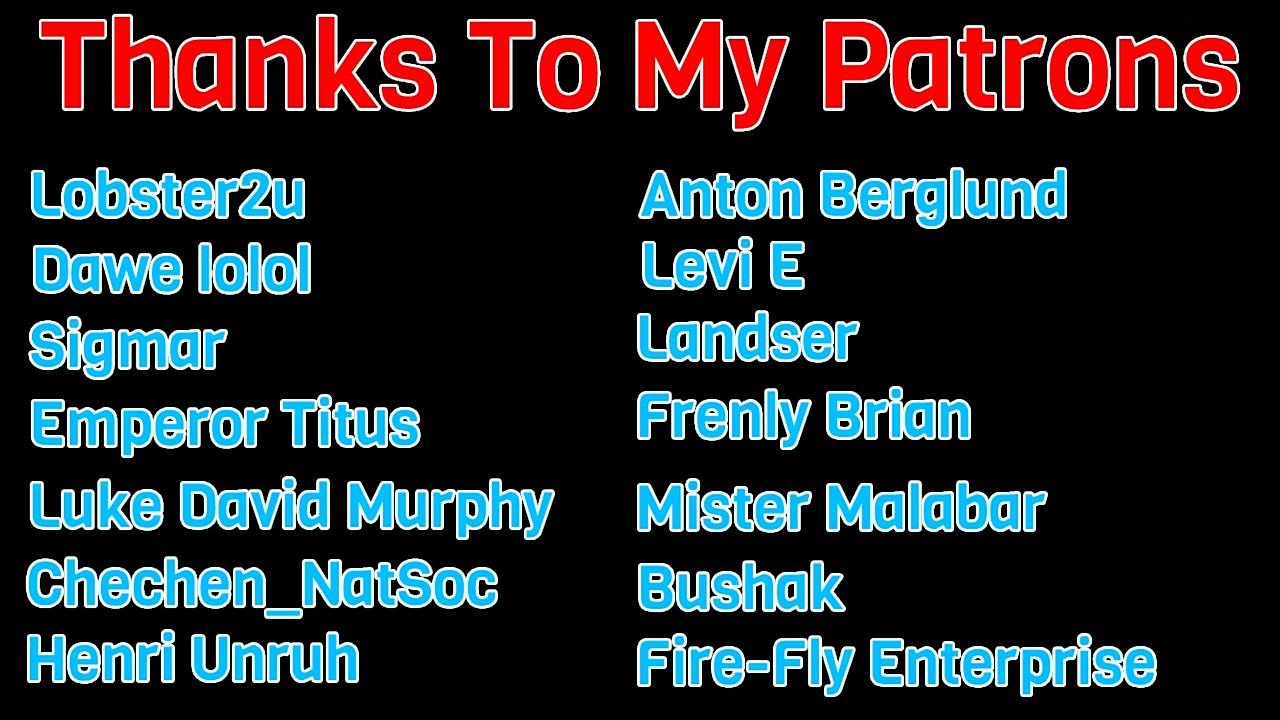 Thanks To My Patrons
Lobster2u
Dawe lolol
Sigmar
Emperor Titus
Luke David Murphy
Chechen_NatSoc
Henri Unruh
Anton Berglund
Levi E
Landser
Frenly Brian
Mister Malabar
Bushak
Fire-Fly Enterprise